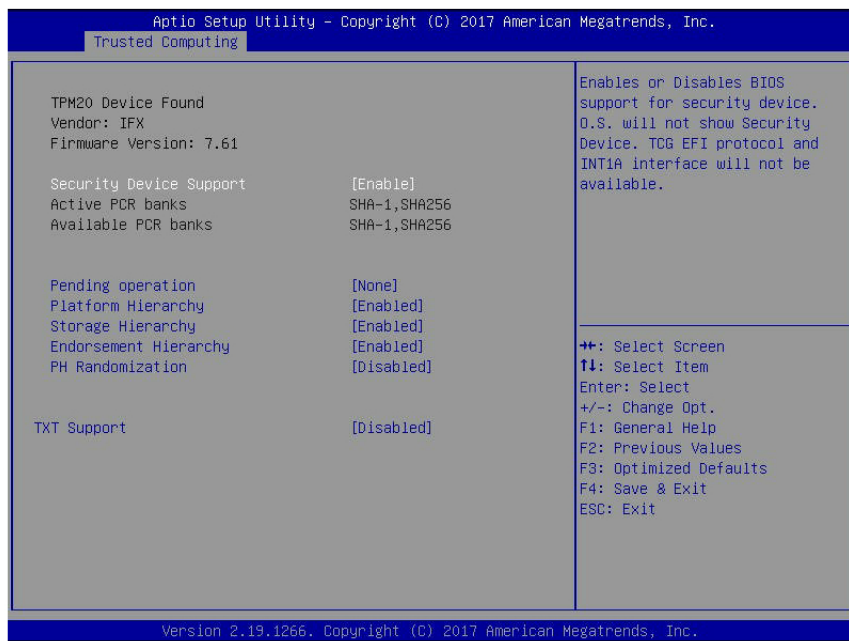 Aptio Setup Utility – Copyright (C) 2017 American Megatrends, Inc.
Trusted Computing
TPM20 Device Found
Vendor: IFX
Firmware Version: 7.61
Security Device Support [Enable]
Active PCR banks SHA-1,SHA256
Available PCR banks SHA-1,SHA256
Pending operation [None]
Platform Hierarchy [Enabled]
Storage Hierarchy [Enabled]
Endorsement Hierarchy [Enabled]
PH Randomization [Disabled]
TXT Support [Disabled]
Enables or Disables BIOS
support for security device.
O.S. will not show Security
Device. TCG EFI protocol and
INT1A interface will not be
available.
→←: Select Screen
↑↓: Select Item
Enter: Select
+/-: Change Opt.
F1: General Help
F2: Previous Values
F3: Optimized Defaults
F4: Save & Exit
ESC: Exit
Version 2.19.1266. Copyright (C) 2017 American Megatrends, Inc.